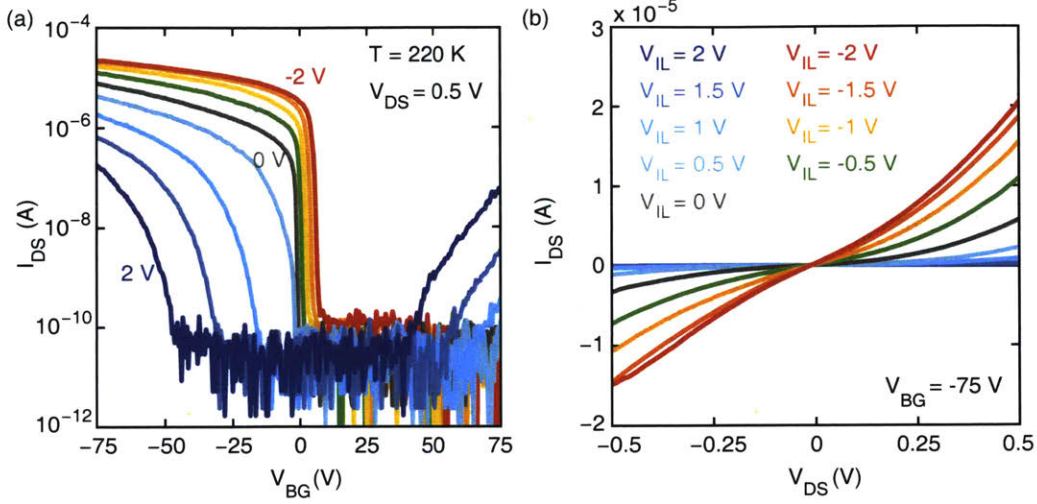 (a)
10⁻⁴
10⁻⁶
10⁻⁸
10⁻¹⁰
10⁻¹²
I_DS (A)
T = 220 K
V_DS = 0.5 V
-2 V
0 V
2 V
−75
−50
−25
0
25
50
75
V_BG (V)
(b)
x 10⁻⁵
3
2
1
0
−1
−2
I_DS (A)
V_IL = 2 V
V_IL = -2 V
V_IL = 1.5 V
V_IL = -1.5 V
V_IL = 1 V
V_IL = -1 V
V_IL = 0.5 V
V_IL = -0.5 V
V_IL = 0 V
V_BG = -75 V
−0.5
−0.25
0
0.25
0.5
V_DS (V)